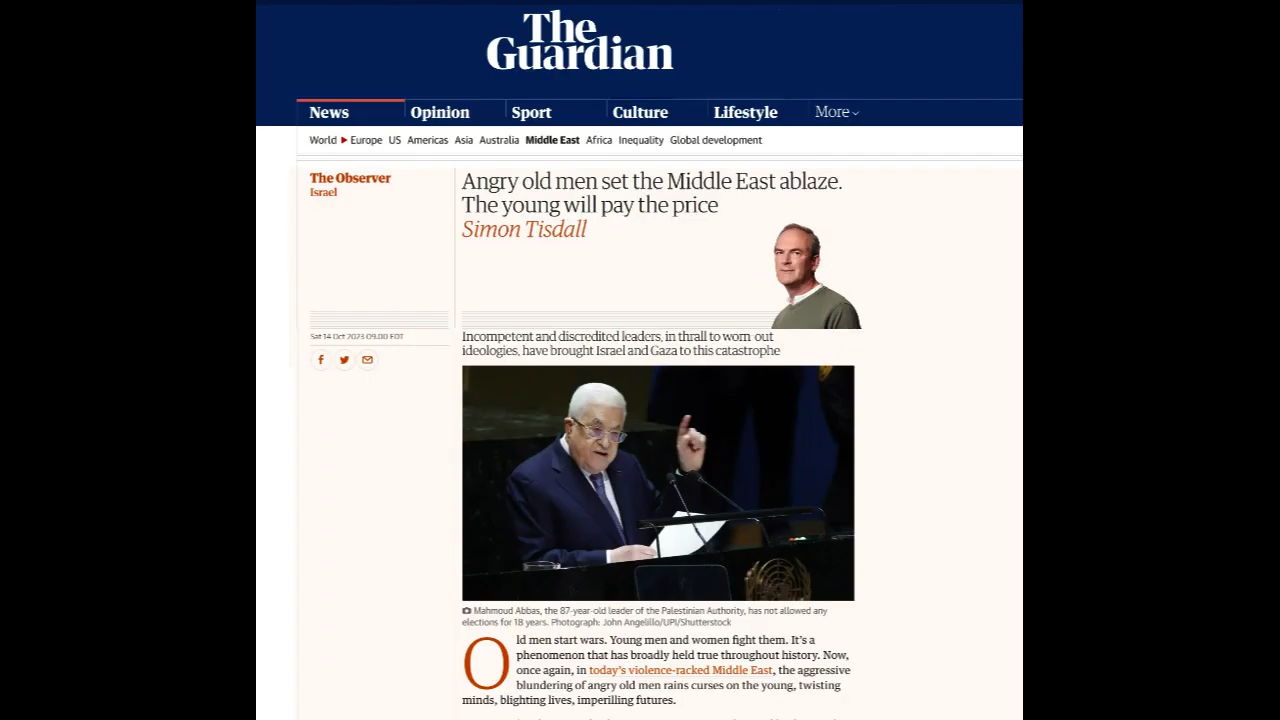 The
Guardian
News Opinion Sport Culture Lifestyle More
World Europe US Americas Asia Australia Middle East Africa Inequality Global development
The Observer
Israel
Angry old men set the Middle East ablaze.
The young will pay the price
Simon Tisdall
Sat 14 Oct 2023 09.00 EDT
Incompetent and discredited leaders, in thrall to worn-out
ideologies, have brought Israel and Gaza to this catastrophe
Mahmoud Abbas, the 87-year-old leader of the Palestinian Authority, has not allowed any
elections for 18 years. Photograph: John Angelillo/UPI/Shutterstock
Old men start wars. Young men and women fight them. It's a
phenomenon that has broadly held true throughout history. Now,
once again, in today's violence-racked Middle East, the aggressive
blundering of angry old men rains curses on the young, twisting
minds, blighting lives, imperilling futures.